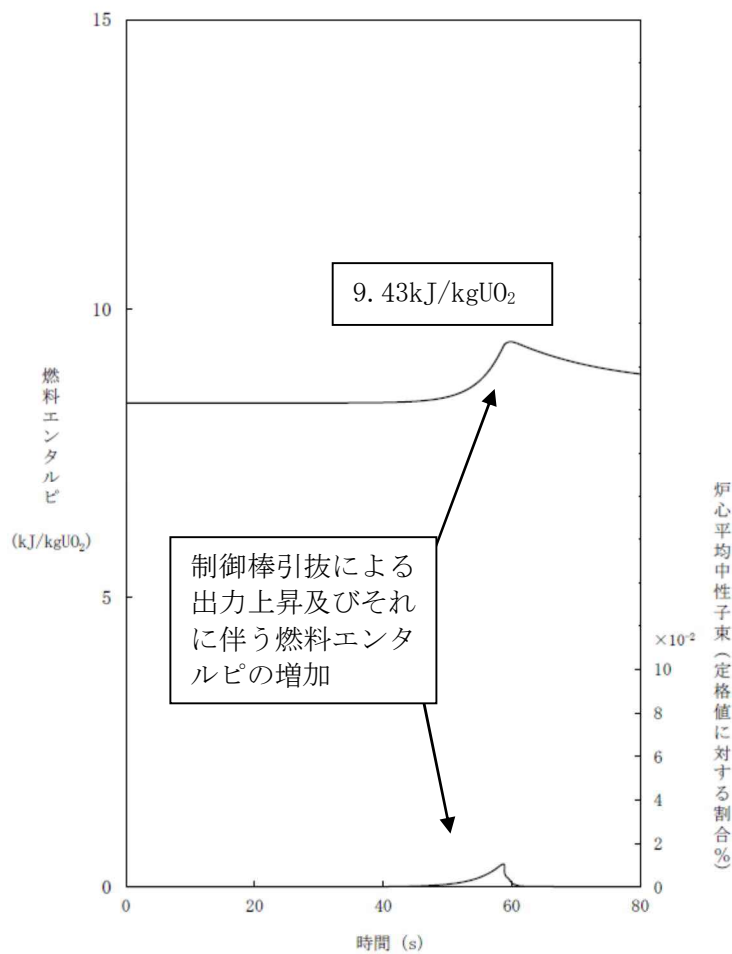 15
10
5
0
燃料エンタルピ
(kJ/kgUO₂)
9.43kJ/kgUO₂
制御棒引抜による
出力上昇及びそれ
に伴う燃料エンタ
ルピの増加
×10⁻²
10
8
6
4
2
0
炉心平均中性子束(定格値に対する割合%)
0
20
40
60
80
時間 (s)